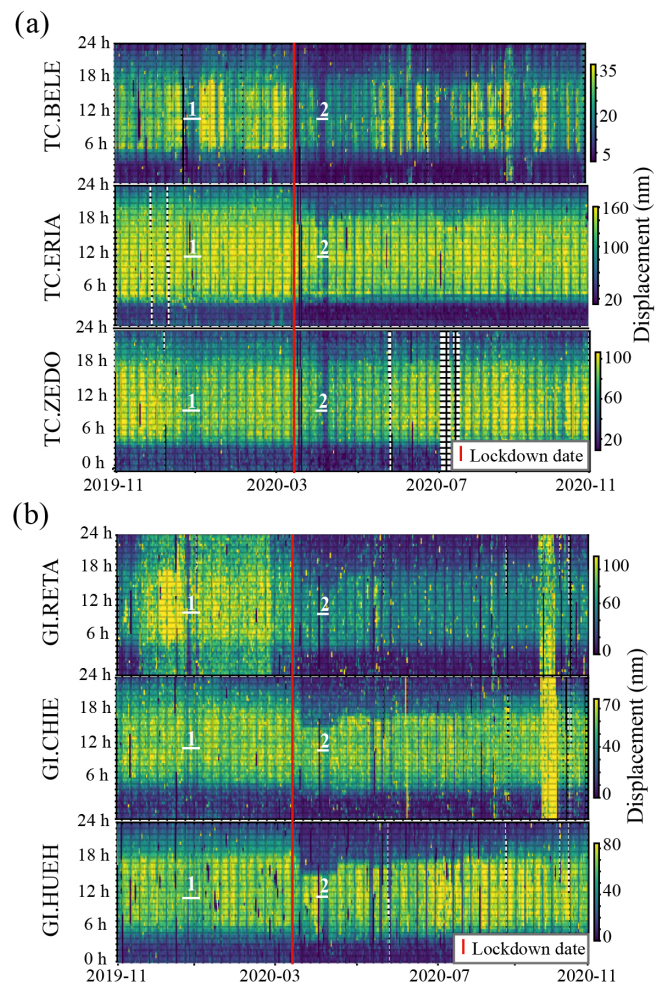 (a)
24 h
18 h
12 h
6 h
TC.BELE
1
2
35
20
5
24 h
18 h
12 h
6 h
TC.ERIA
1
2
160
100
20
Displacement (nm)
24 h
18 h
12 h
6 h
0 h
TC.ZEDO
1
2
100
60
20
Lockdown date
2019-11 2020-03 2020-07 2020-11
(b)
24 h
18 h
12 h
6 h
GI.RETA
1
2
100
60
0
24 h
18 h
12 h
6 h
GI.CHIE
1
2
70
40
0
Displacement (nm)
24 h
18 h
12 h
6 h
0 h
GI.HUEH
1
2
80
40
0
Lockdown date
2019-11 2020-03 2020-07 2020-11